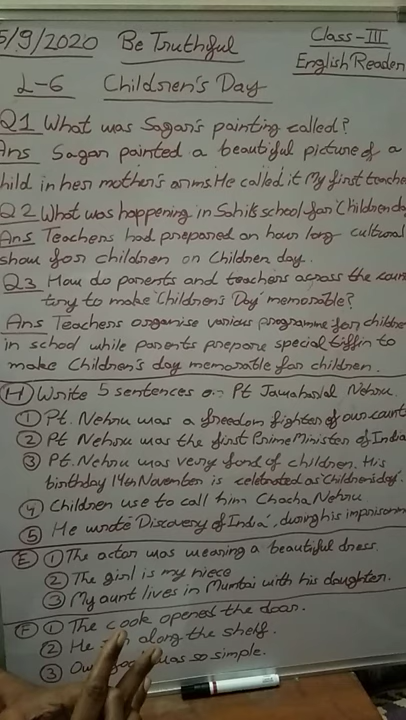 5/9/2020 Be Truthful Class-III
English Reader
L-6 Children's Day
Q1 What was Sagar's painting called?
Ans Sagar painted a beautiful picture of a
hild in her mother's arms. He called it My first teache
Q2 What was happening in Sahil's school for 'Children da
Ans Teachers had prepared an hour long cultural
show for children on Children day.
Q3 How do parents and teachers across the coun
try to make 'Children's Day' memorable?
Ans Teachers organise various programme for childre
in school while parents prepare special tiffin to
make Children's day memorable for children.
(H) Write 5 sentences on Pt Jawaharlal Nehru.
① Pt. Nehru was a freedom fighter of our count
② Pt Nehru was the first Prime Minister of India
③ Pt. Nehru was very fond of children. His
birthday 14th November is celebrated as 'Children's day'.
④ Children use to call him Chacha Nehru
⑤ He wrote 'Discovery of India', during his imprisonm
(E) ① The actor was wearing a beautiful dress.
② The girl is my niece
③ My aunt lives in Mumbai with his daughter.
(F) ① The cook opened the door.
② He along the shelf.
③ Our was so simple.